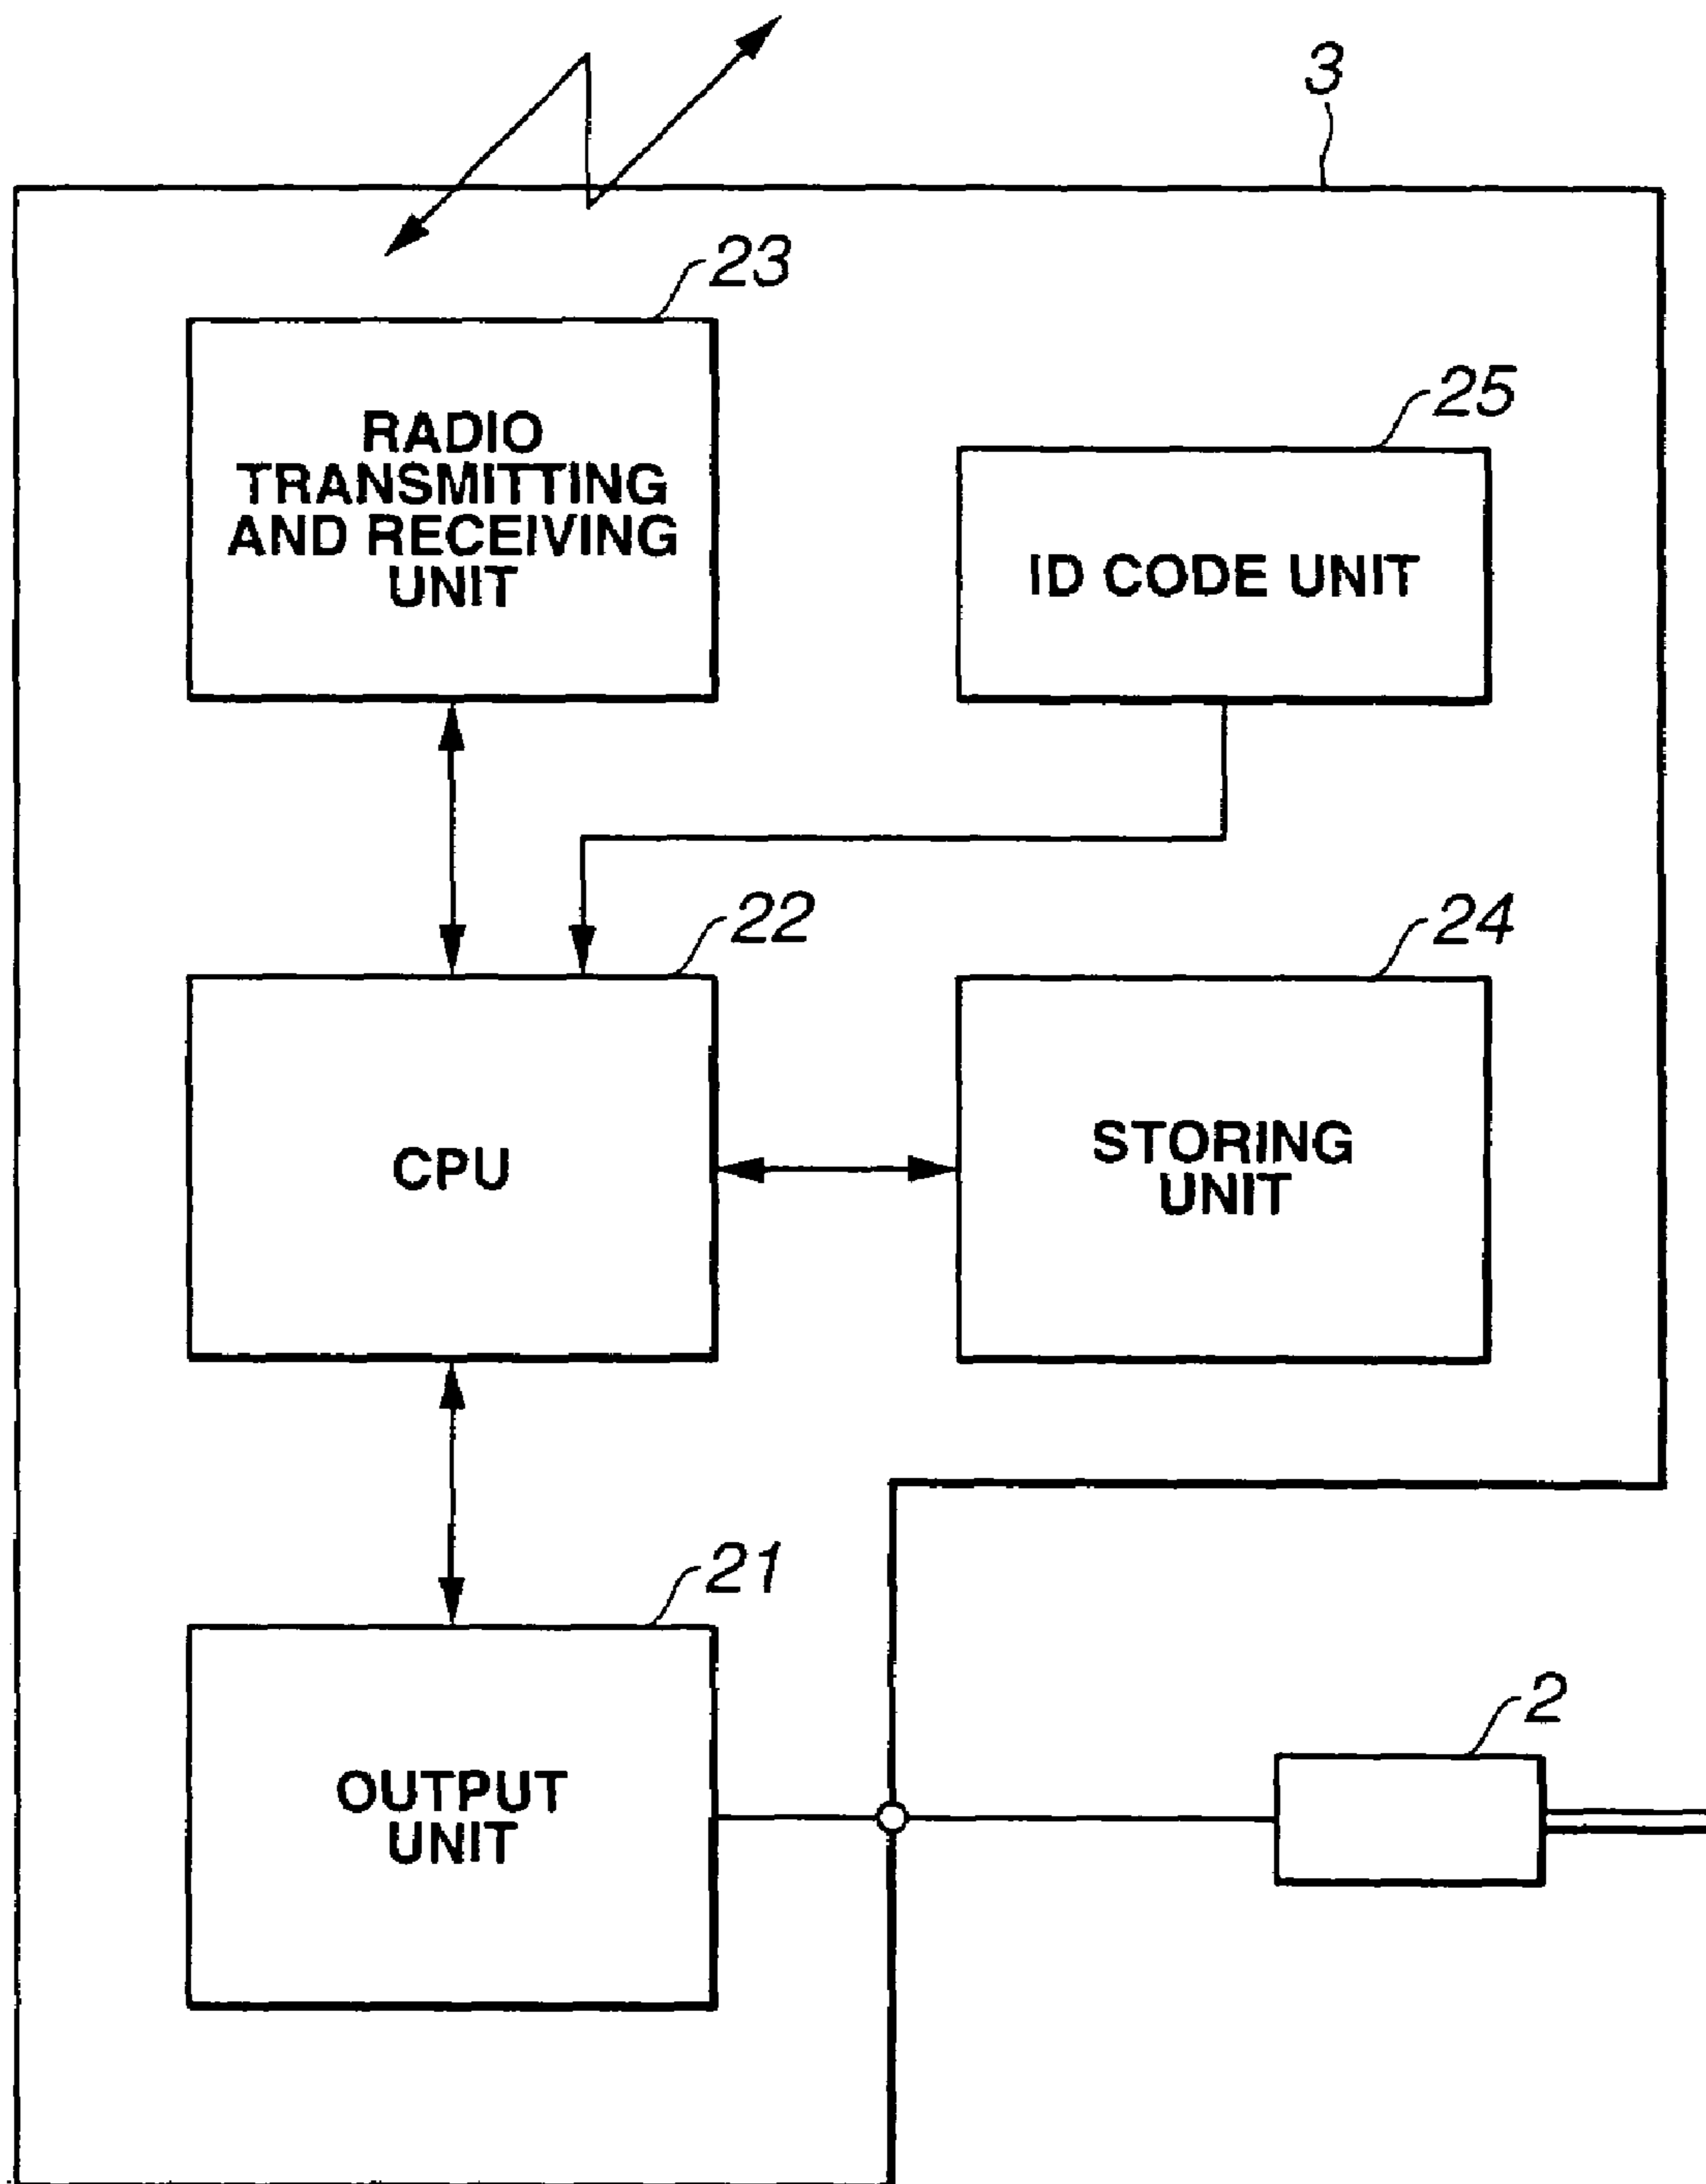 3
23
RADIO
TRANSMITTING
AND RECEIVING
UNIT
25
ID CODE UNIT
22
CPU
24
STORING
UNIT
21
OUTPUT
UNIT
2